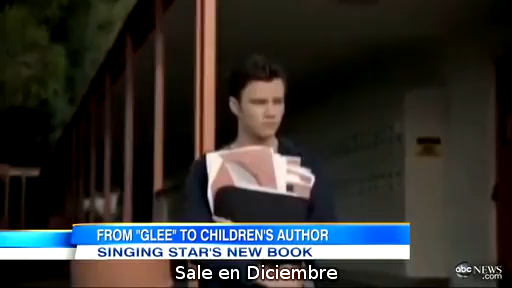 FROM "GLEE" TO CHILDREN'S AUTHOR
SINGING STAR'S NEW BOOK
Sale en Diciembre
abc NEWS
.com